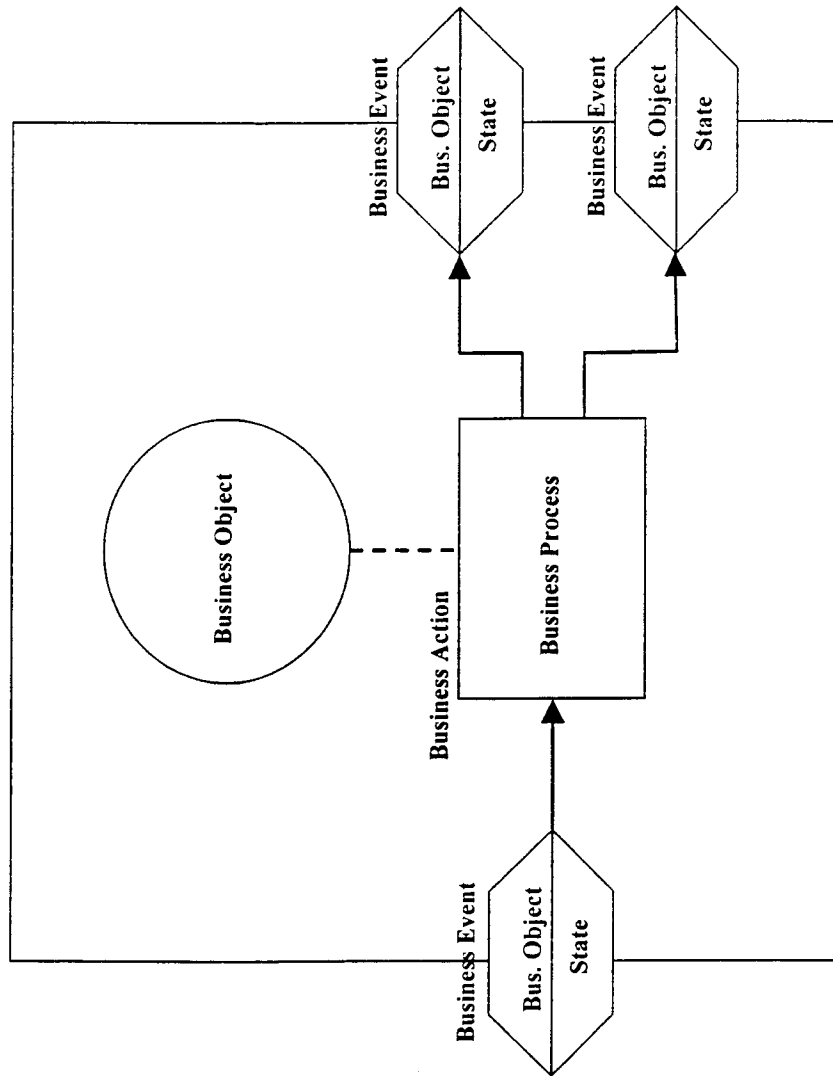 Business Object
Business Event
Bus. Object
State
Business Action
Business Process
Business Event
Bus. Object
State
Business Event
Bus. Object
State